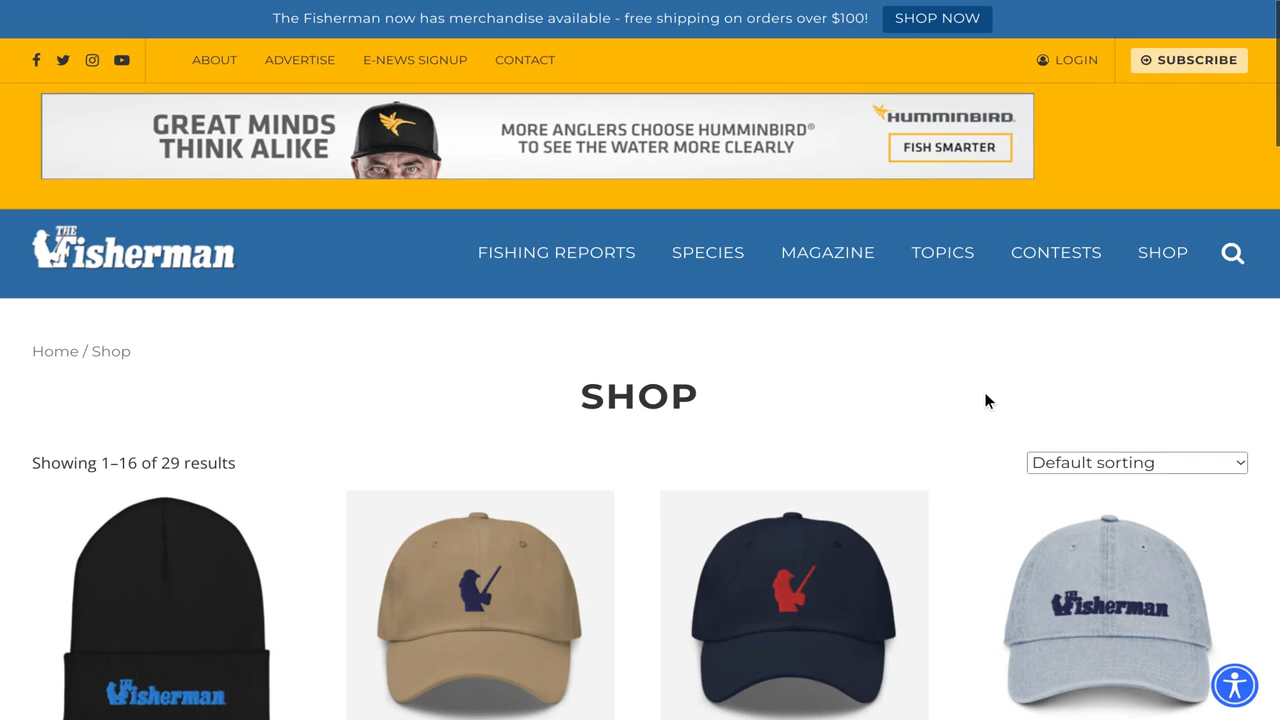 The Fisherman now has merchandise available - free shipping on orders over $100!
SHOP NOW
ABOUT
ADVERTISE
E-NEWS SIGNUP
CONTACT
LOGIN
SUBSCRIBE
GREAT MINDS
THINK ALIKE
MORE ANGLERS CHOOSE HUMMINBIRD®
TO SEE THE WATER MORE CLEARLY
HUMMINBIRD.
FISH SMARTER
THE
Fisherman
FISHING REPORTS
SPECIES
MAGAZINE
TOPICS
CONTESTS
SHOP
Home / Shop
SHOP
Showing 1–16 of 29 results
Default sorting
THE
Fisherman
THE
Fisherman